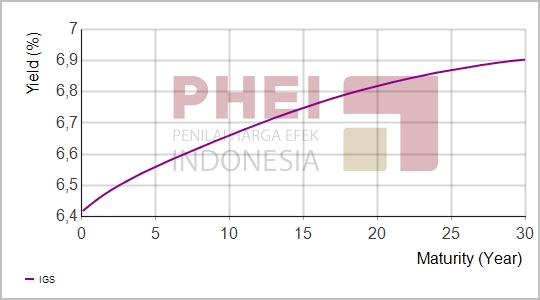 Yield (%)
7
6,9
6,8
6,7
6,6
6,5
6,4
0
5
10
15
20
25
30
Maturity (Year)
PHEI
PENILAI HARGA EFEK
INDONESIA
IGS